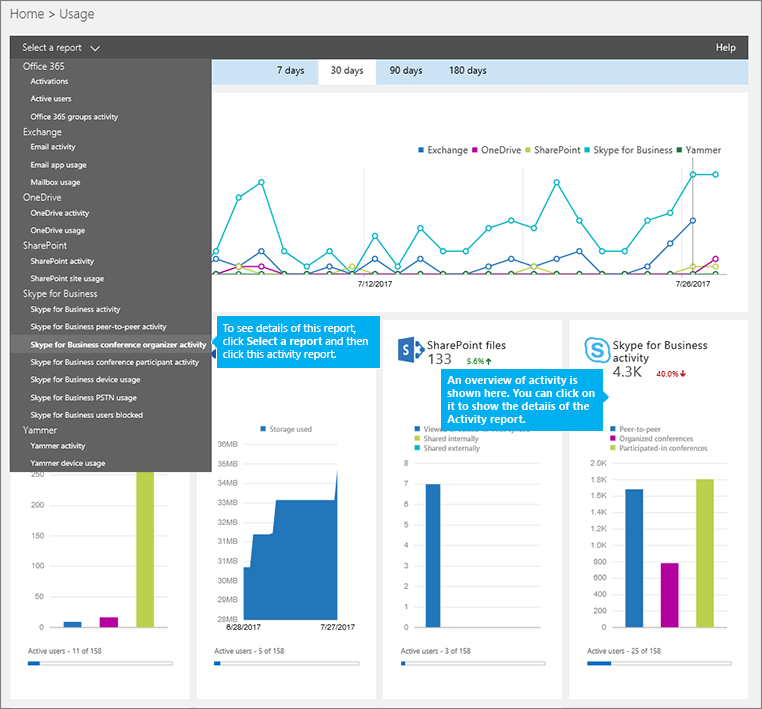 Home > Usage
Select a report
Help
Office 365
Activations
Active users
Office 365 groups activity
Exchange
Email activity
Email app usage
Mailbox usage
OneDrive
OneDrive activity
OneDrive usage
SharePoint
SharePoint activity
SharePoint site usage
Skype for Business
Skype for Business activity
Skype for Business peer-to-peer activity
Skype for Business conference organizer activity
Skype for Business conference participant activity
Skype for Business device usage
Skype for Business PSTN usage
Skype for Business users blocked
Yammer
Yammer activity
Yammer device usage
7 days 30 days 90 days 180 days
Exchange OneDrive SharePoint Skype for Business Yammer
7/12/2017 7/26/2017
To see details of this report,
click Select a report and then
click this activity report.
250
200
150
100
50
0
Active users - 11 of 158
Storage used
36MB
34MB
33MB
32MB
31MB
30MB
29MB
28MB
6/28/2017 7/27/2017
Active users - 5 of 158
SharePoint files
133 5.6%
An overview of activity is
shown here. You can click on
it to show the details of the
Activity report.
Shared internally
Shared externally
8
7
6
5
4
3
2
1
0
Active users - 3 of 158
Skype for Business
activity
4.3K 40.0%
Peer-to-peer
Organized conferences
Participated-in conferences
2.0K
1.8K
1.6K
1.4K
1.2K
1.0K
800
600
400
200
0
Active users - 25 of 158